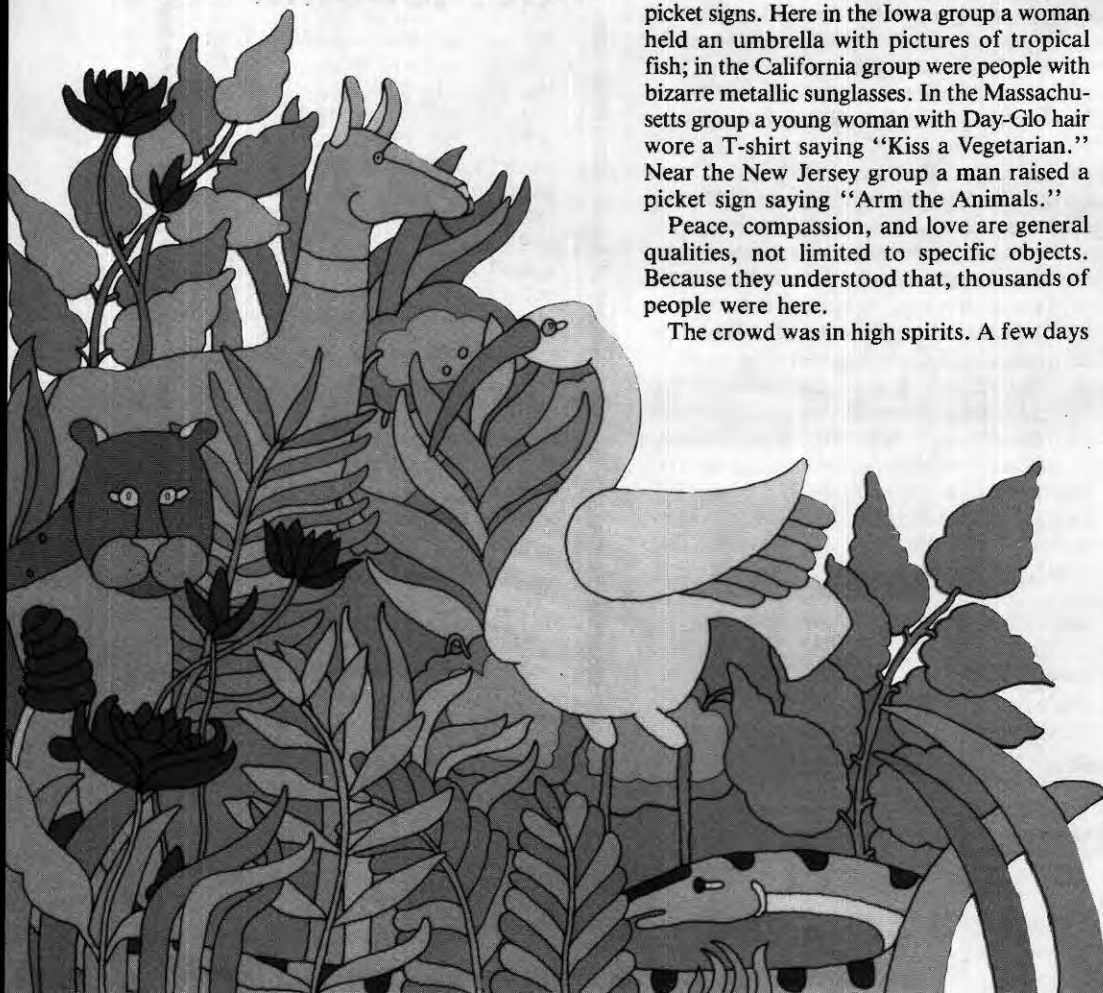 picket signs. Here in the Iowa group a woman
held an umbrella with pictures of tropical
fish; in the California group were people with
bizarre metallic sunglasses. In the Massachu-
setts group a young woman with Day-Glo hair
wore a T-shirt saying “Kiss a Vegetarian.”
Near the New Jersey group a man raised a
picket sign saying “Arm the Animals.”
Peace, compassion, and love are general
qualities, not limited to specific objects.
Because they understood that, thousands of
people were here.
The crowd was in high spirits. A few days